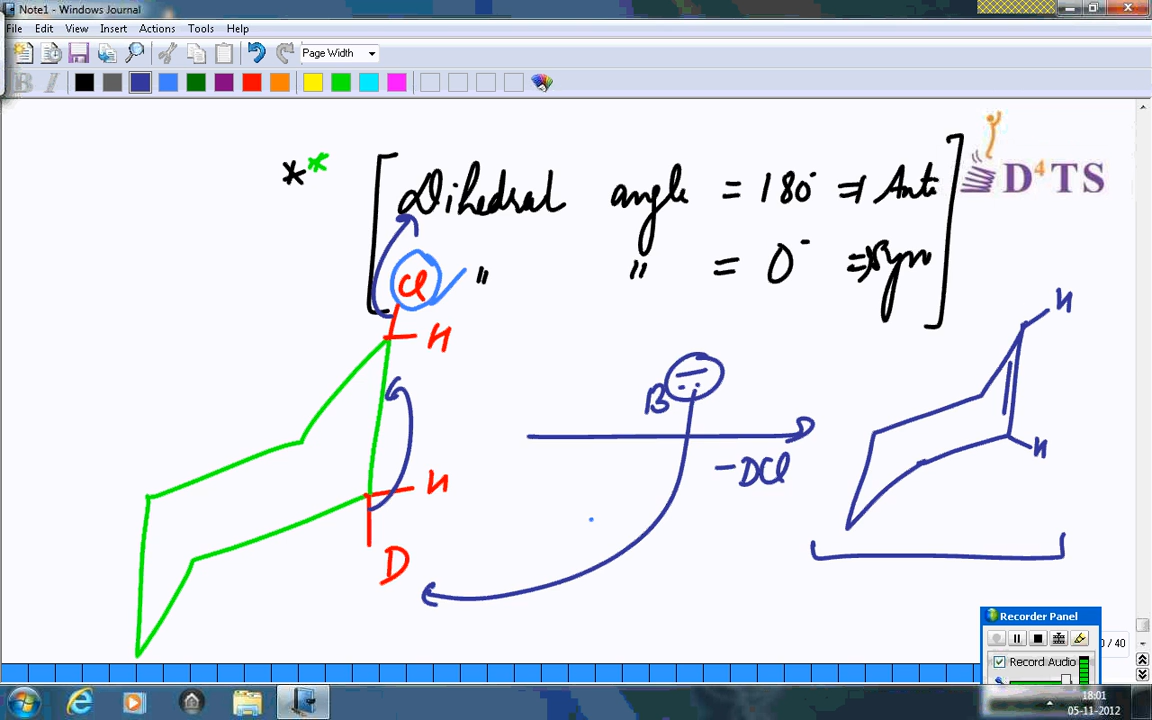 Note1 - Windows Journal
File Edit View Insert Actions Tools Help
Page Width
B I
** [Dihedral angle = 180° ⇒ Anti]
" " = 0° ⇒ Syn
D4TS
Cl
H
H
D
B
-DCl
H
H
Recorder Panel
/ 40
Record Audio
18:01
05-11-2012